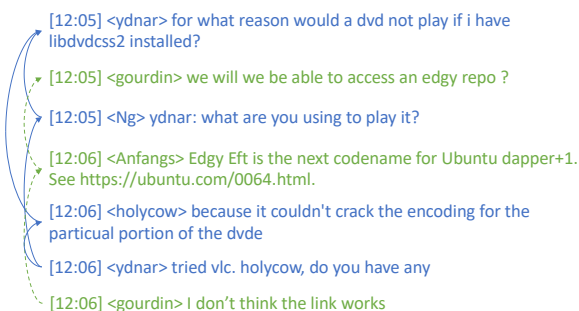 [12:05] <ydnar> for what reason would a dvd not play if i have
libdvdcss2 installed?
[12:05] <gourdin> we will we be able to access an edgy repo ?
[12:05] <Ng> ydnar: what are you using to play it?
[12:06] <Anfangs> Edgy Eft is the next codename for Ubuntu dapper+1.
See https://ubuntu.com/0064.html.
[12:06] <holycow> because it couldn't crack the encoding for the
particual portion of the dvde
[12:06] <ydnar> tried vlc. holycow, do you have any
[12:06] <gourdin> I don’t think the link works